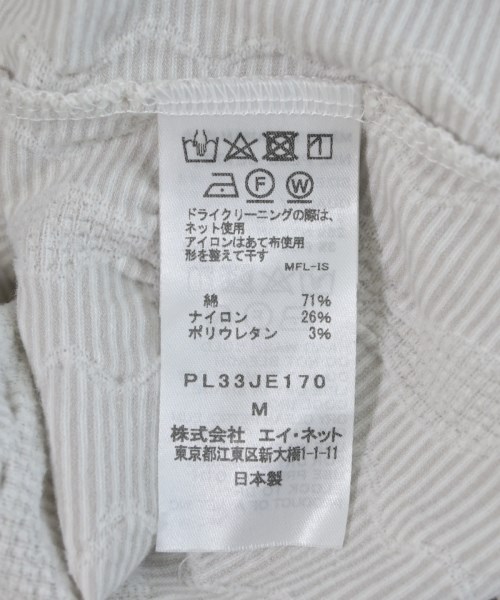 F W
ドライクリーニングの際は、
ネット使用
アイロンはあて布使用
形を整えて干す
MFL-IS
綿 71%
ナイロン 26%
ポリウレタン 3%
PL33JE170
M
株式会社 エイ・ネット
東京都江東区新大橋1-1-11
日本製